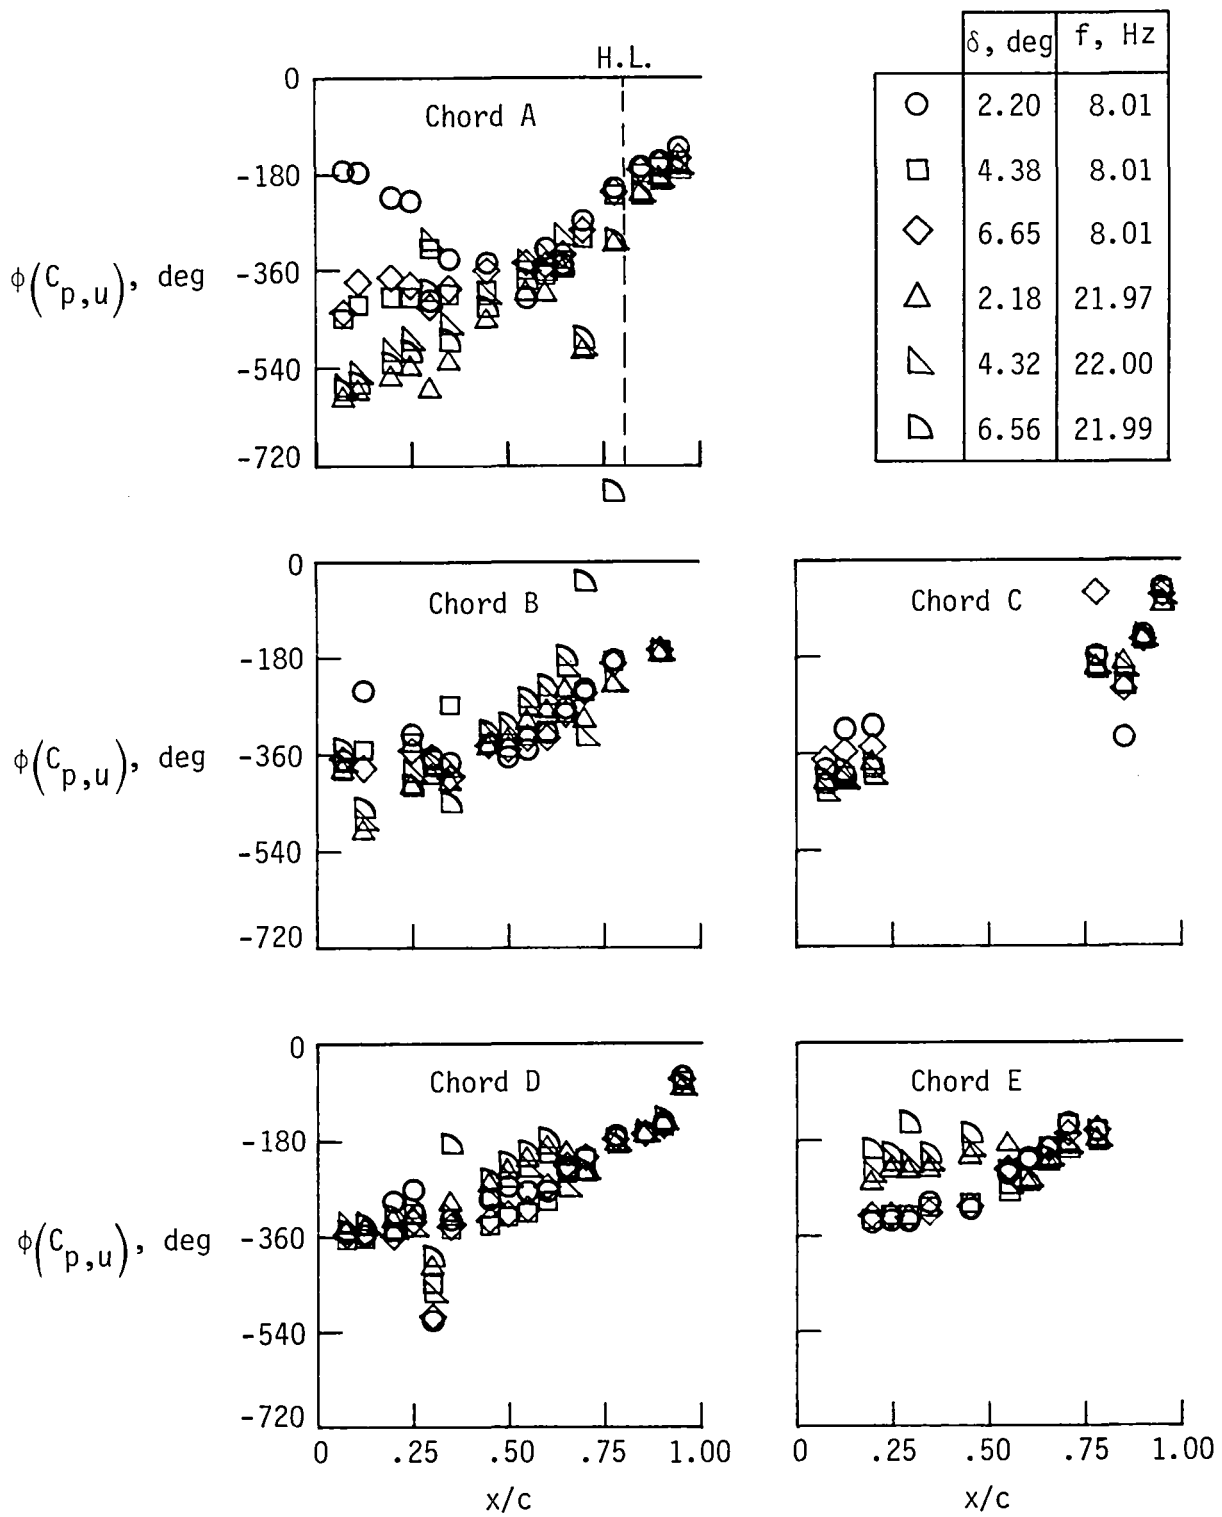 H.L.
δ, deg f, Hz
2.20 8.01
4.38 8.01
6.65 8.01
2.18 21.97
4.32 22.00
6.56 21.99
Chord A
0
-180
-360
-540
-720
ϕ(C_{p,u}), deg
Chord B
0
-180
-360
-540
-720
ϕ(C_{p,u}), deg
Chord C
Chord D
0
-180
-360
-540
-720
ϕ(C_{p,u}), deg
0 .25 .50 .75 1.00
x/c
Chord E
0 .25 .50 .75 1.00
x/c